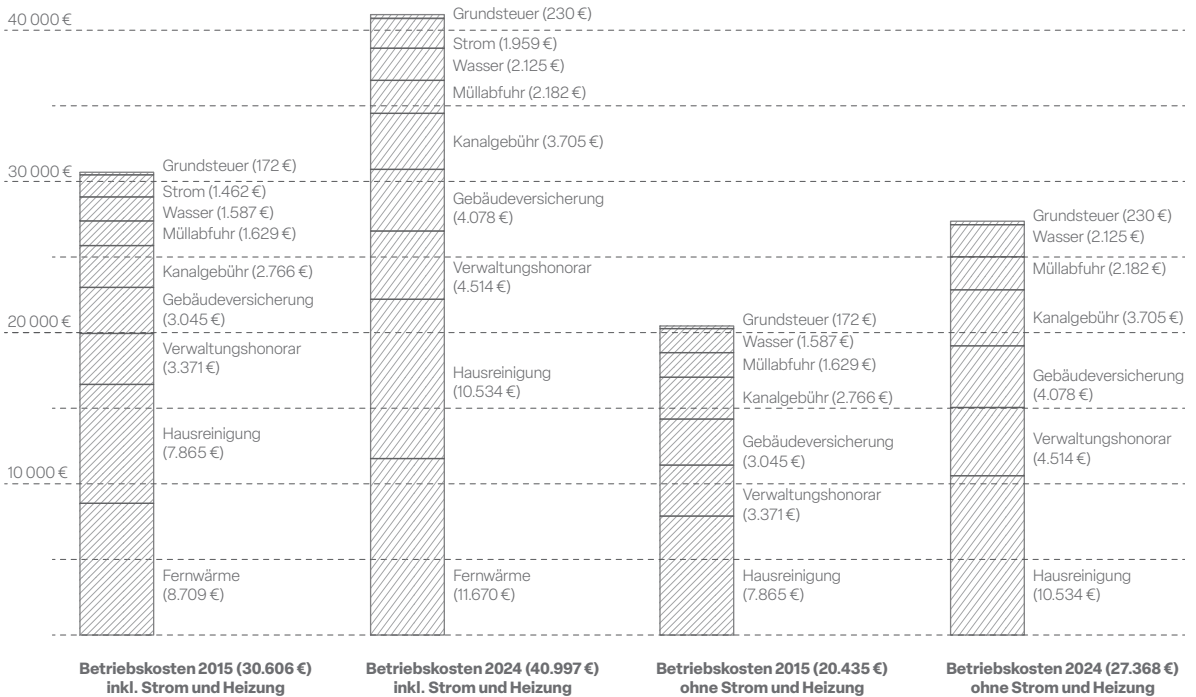 40 000 €
30 000 €
20 000 €
10 000 €
Grundsteuer (172 €)
Strom (1.462 €)
Wasser (1.587 €)
Müllabfuhr (1.629 €)
Kanalgebühr (2.766 €)
Gebäudeversicherung
(3.045 €)
Verwaltungshonorar
(3.371 €)
Hausreinigung
(7.865 €)
Fernwärme
(8.709 €)
Betriebskosten 2015 (30.606 €)
inkl. Strom und Heizung
Grundsteuer (230 €)
Strom (1.959 €)
Wasser (2.125 €)
Müllabfuhr (2.182 €)
Kanalgebühr (3.705 €)
Gebäudeversicherung
(4.078 €)
Verwaltungshonorar
(4.514 €)
Hausreinigung
(10.534 €)
Fernwärme
(11.670 €)
Betriebskosten 2024 (40.997 €)
inkl. Strom und Heizung
Grundsteuer (172 €)
Wasser (1.587 €)
Müllabfuhr (1.629 €)
Kanalgebühr (2.766 €)
Gebäudeversicherung
(3.045 €)
Verwaltungshonorar
(3.371 €)
Hausreinigung
(7.865 €)
Betriebskosten 2015 (20.435 €)
ohne Strom und Heizung
Grundsteuer (230 €)
Wasser (2.125 €)
Müllabfuhr (2.182 €)
Kanalgebühr (3.705 €)
Gebäudeversicherung
(4.078 €)
Verwaltungshonorar
(4.514 €)
Hausreinigung
(10.534 €)
Betriebskosten 2024 (27.368 €)
ohne Strom und Heizung